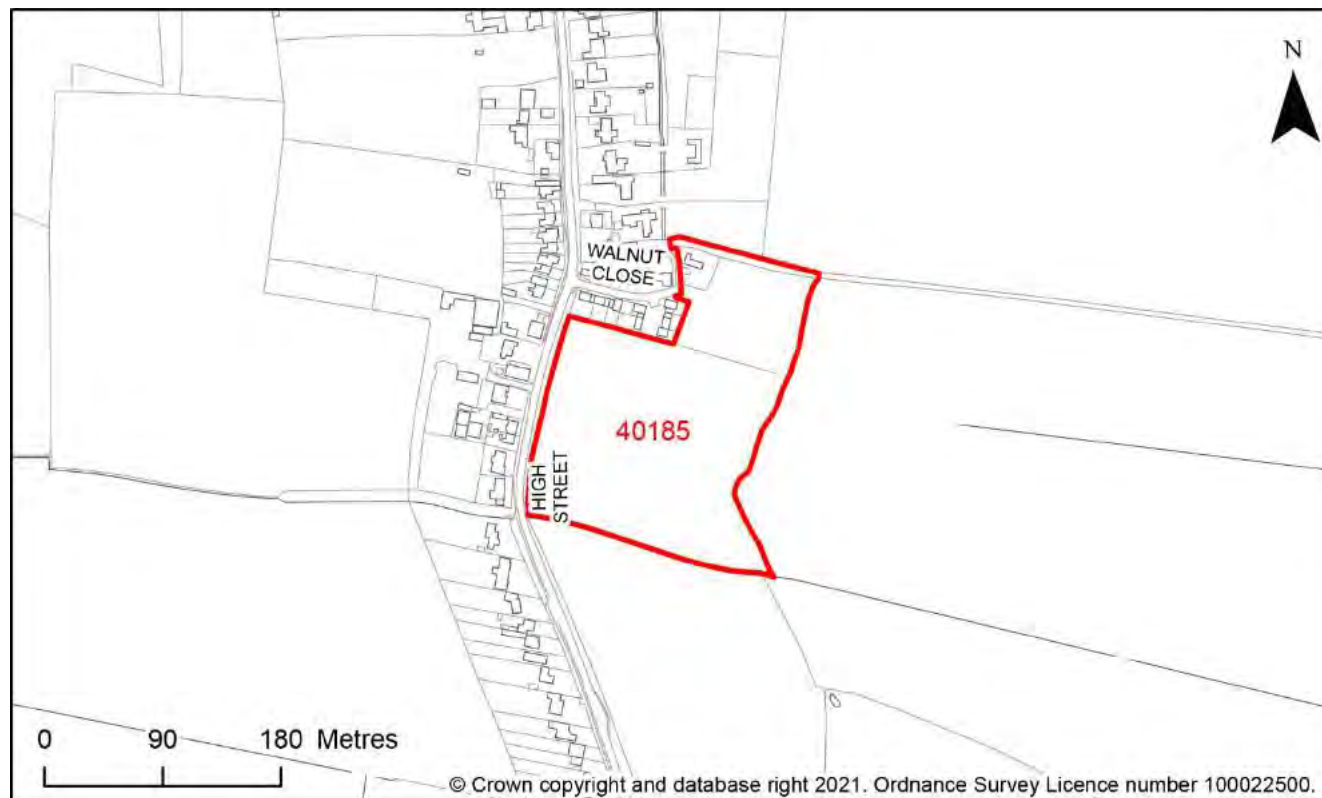 N
WALNUT
CLOSE
40185
HIGH
STREET
0 90 180 Metres
© Crown copyright and database right 2021. Ordnance Survey Licence number 100022500.